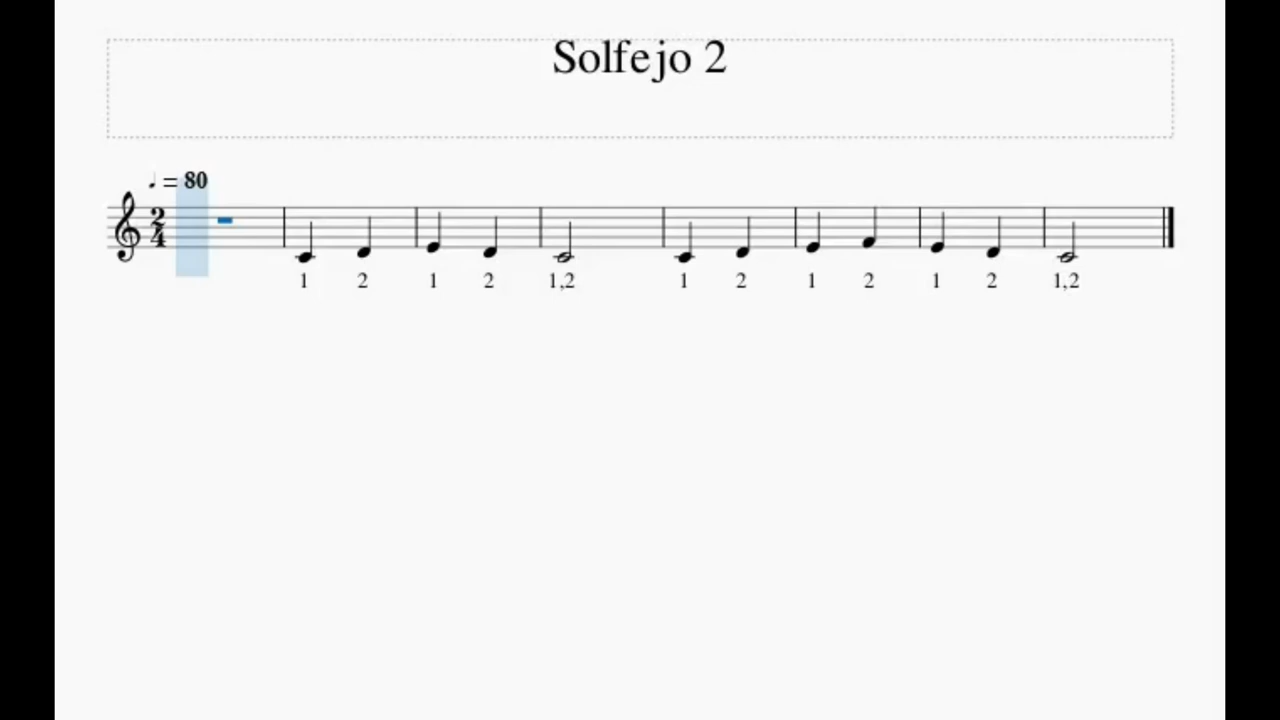 Solfejo 2
♩ = 80
2
4
1 2 1 2 1,2 1 2 1 2 1 2 1,2